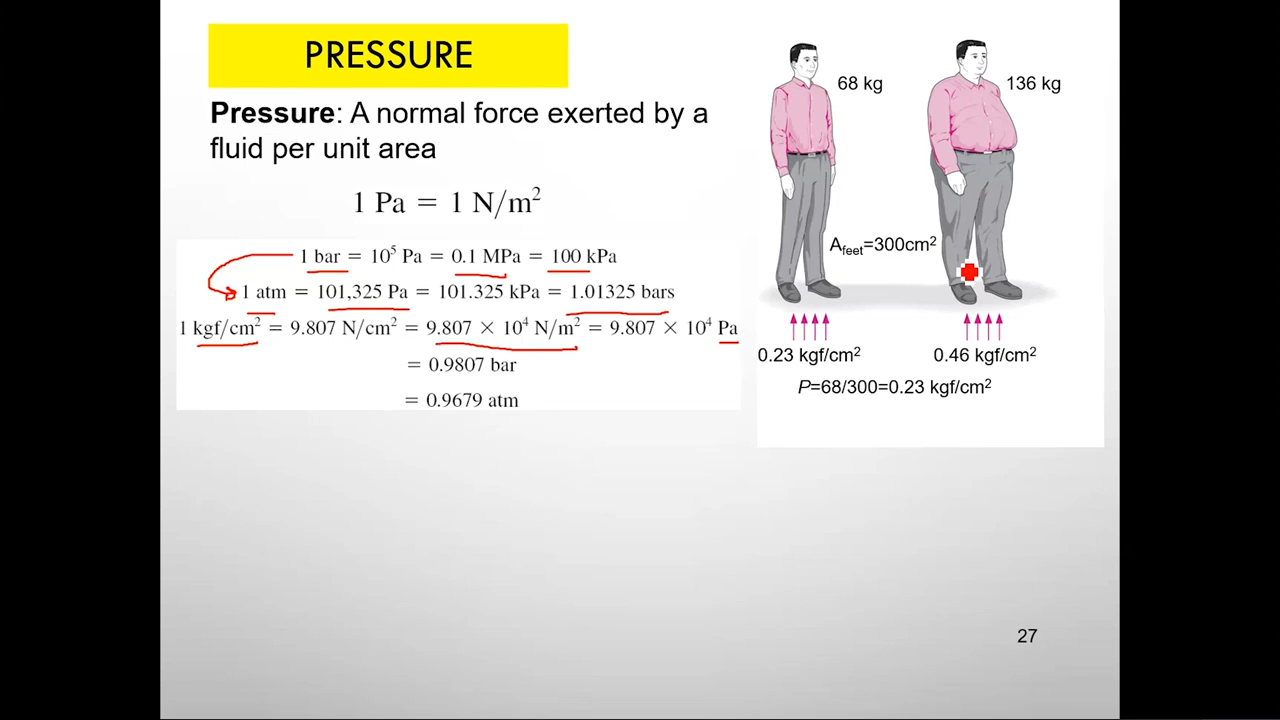 PRESSURE
Pressure: A normal force exerted by a
fluid per unit area
1 Pa = 1 N/m²
1 bar = 10⁵ Pa = 0.1 MPa = 100 kPa
1 atm = 101,325 Pa = 101.325 kPa = 1.01325 bars
1 kgf/cm² = 9.807 N/cm² = 9.807 × 10⁴ N/m² = 9.807 × 10⁴ Pa
= 0.9807 bar
= 0.9679 atm
68 kg
136 kg
Afeet=300cm²
0.23 kgf/cm²
0.46 kgf/cm²
P=68/300=0.23 kgf/cm²
27